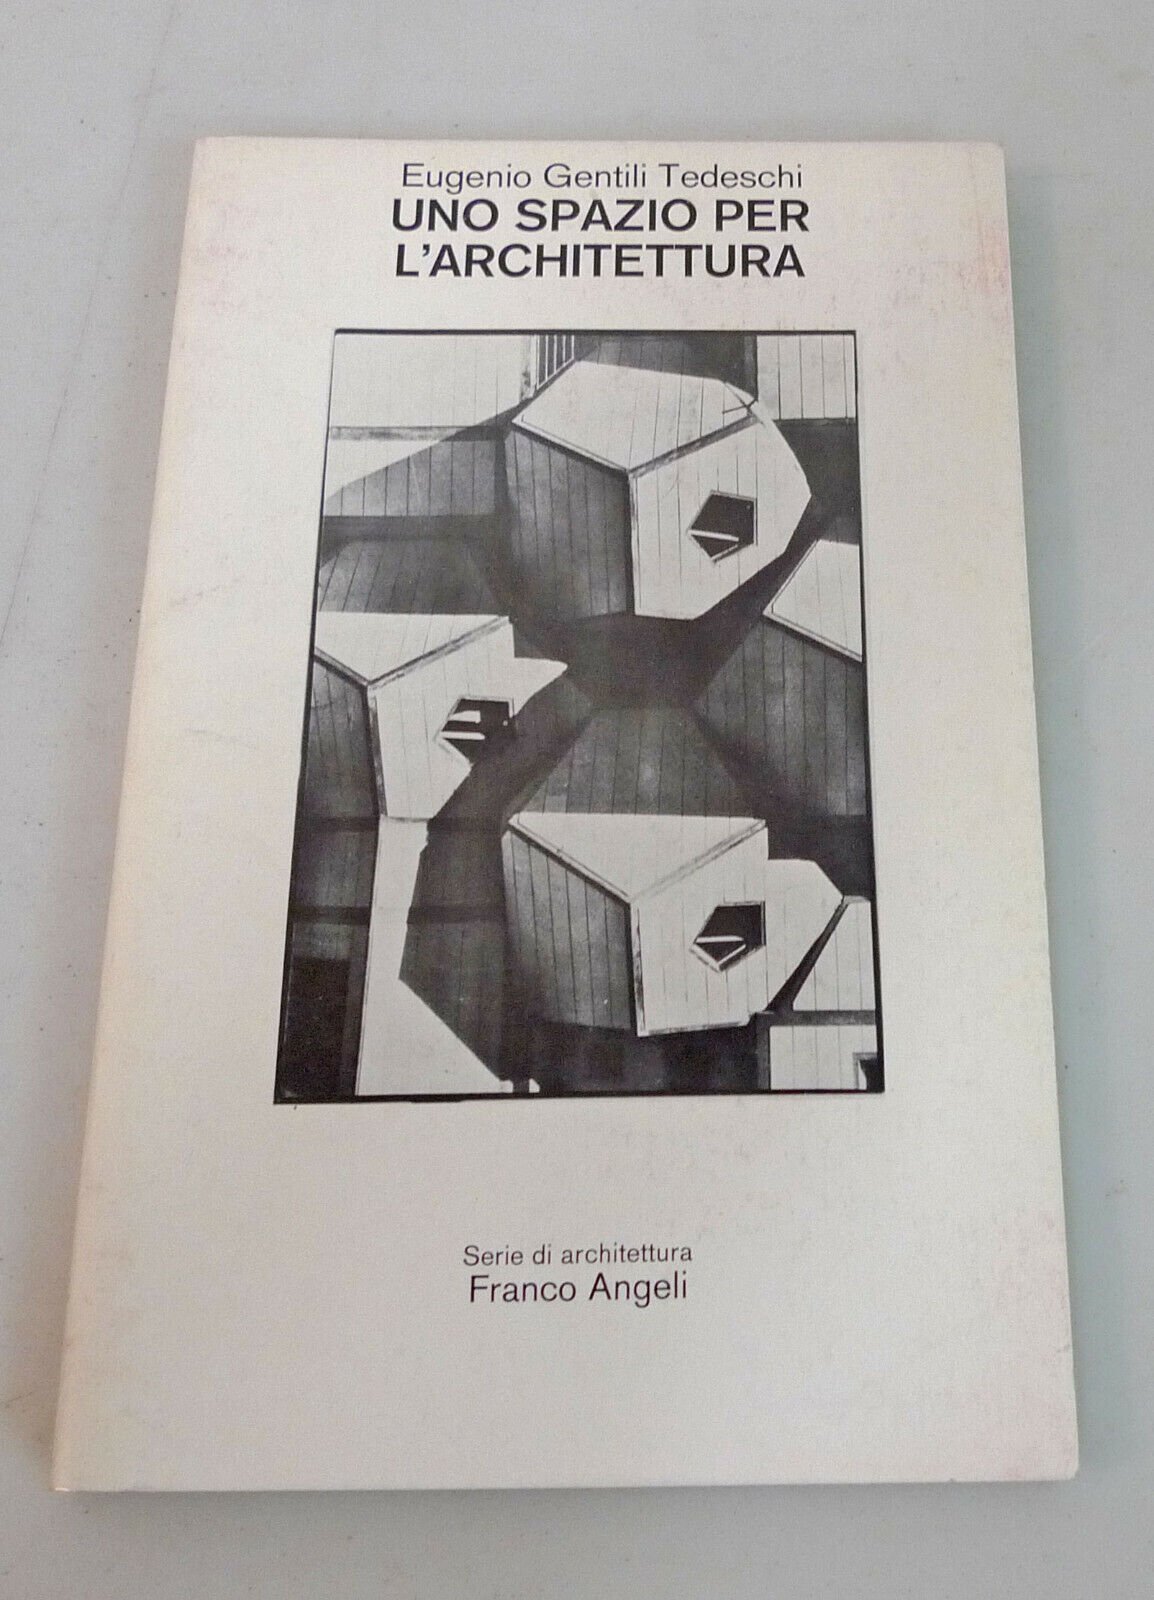 Eugenio Gentili Tedeschi
UNO SPAZIO PER
L'ARCHITETTURA
Serie di architettura
Franco Angeli